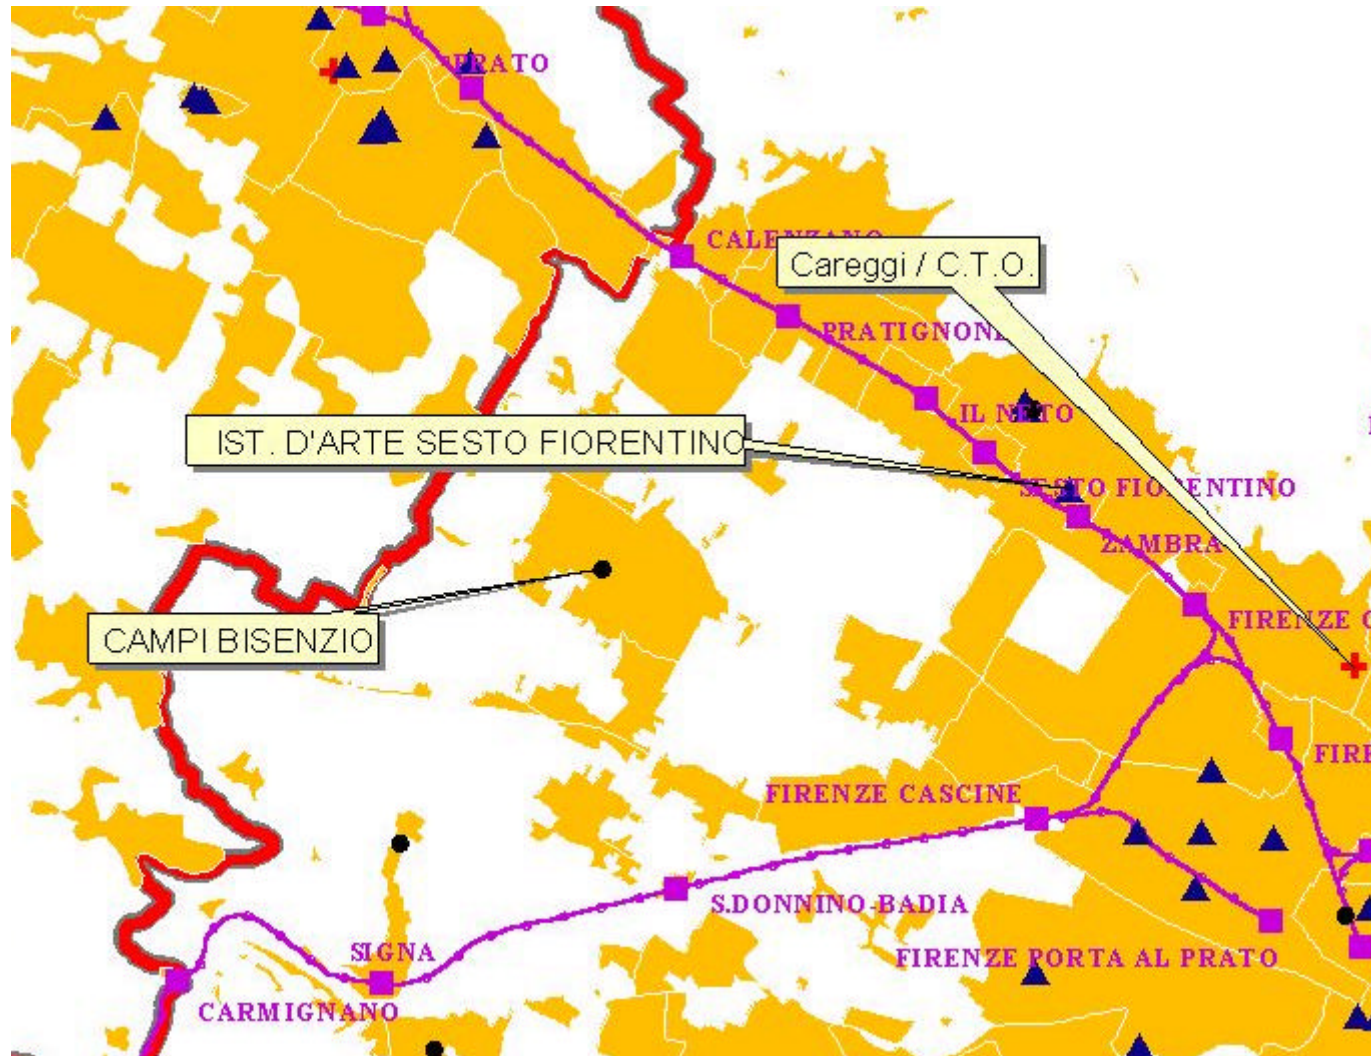 PRATO
CALENZANO
Careggi / C.T.O.
PRATIGNONE
IL NETO
IST. D'ARTE SESTO FIORENTINO
SESTO FIORENTINO
ZAMBRA
CAMPI BISENZIO
FIRENZE
FIRENZE CASCINE
S.DONNINO-BADIA
SIGNA
FIRENZE PORTA AL PRATO
CARMIGNANO